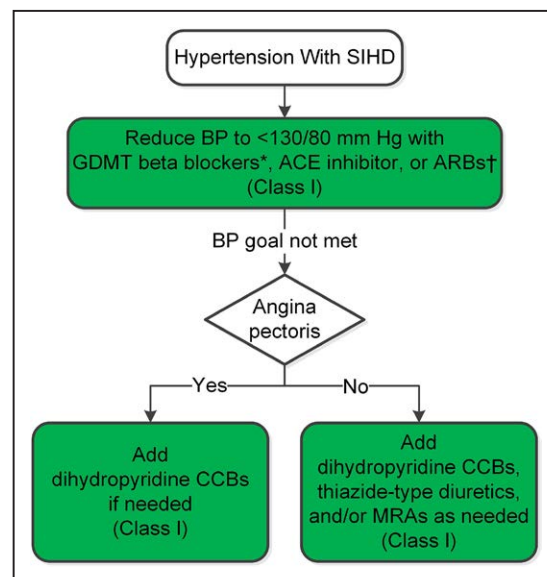 Hypertension With SIHD
Reduce BP to <130/80 mm Hg with
GDMT beta blockers*, ACE inhibitor, or ARBs†
(Class I)
BP goal not met
Angina
pectoris
Yes
No
Add
dihydropyridine CCBs
if needed
(Class I)
Add
dihydropyridine CCBs,
thiazide-type diuretics,
and/or MRAs as needed
(Class I)